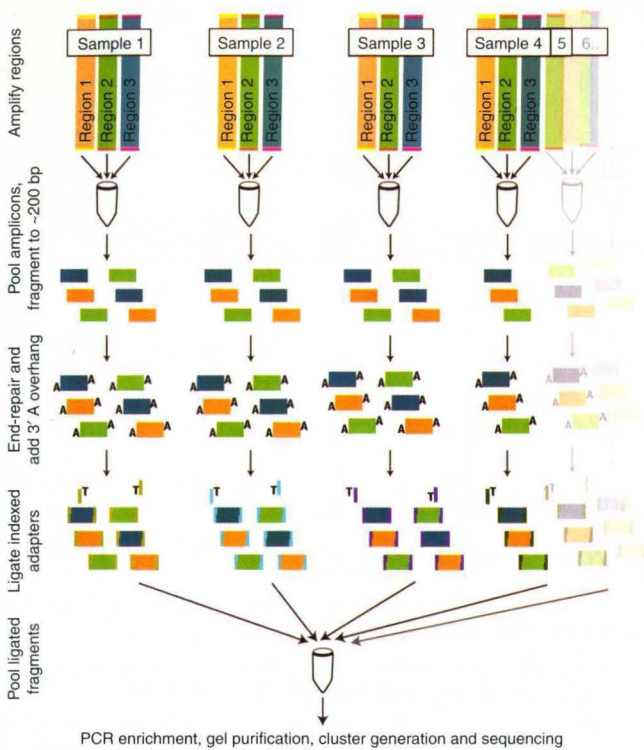 Amplify regions
Sample 1
Sample 2
Sample 3
Sample 4
5
6..
Region 1
Region 2
Region 3
Region 1
Region 2
Region 3
Region 1
Region 2
Region 3
Region 1
Region 2
Region 3
Pool amplicons,
fragment to ~200 bp
End-repair and
add 3' A overhang
A A A A
A A A A
A A A A
A A A A
A A A A
A A A A
A A A A
A A A A
A A A A
A A
A A
A A
Ligate indexed
adapters
T T
T T
T T
T
Pool ligated
fragments
PCR enrichment, gel purification, cluster generation and sequencing